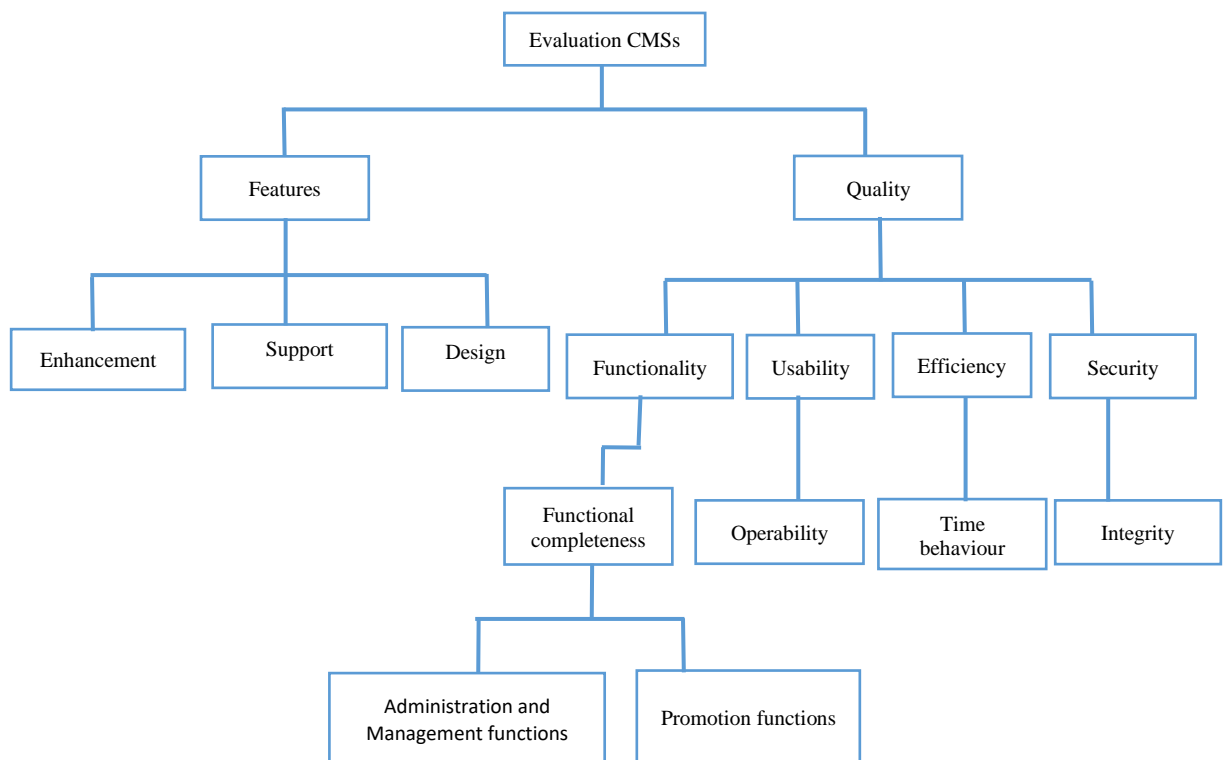 Evaluation CMSs
Features
Quality
Enhancement
Support
Design
Functionality
Usability
Efficiency
Security
Functional
completeness
Operability
Time
behaviour
Integrity
Administration and
Management functions
Promotion functions